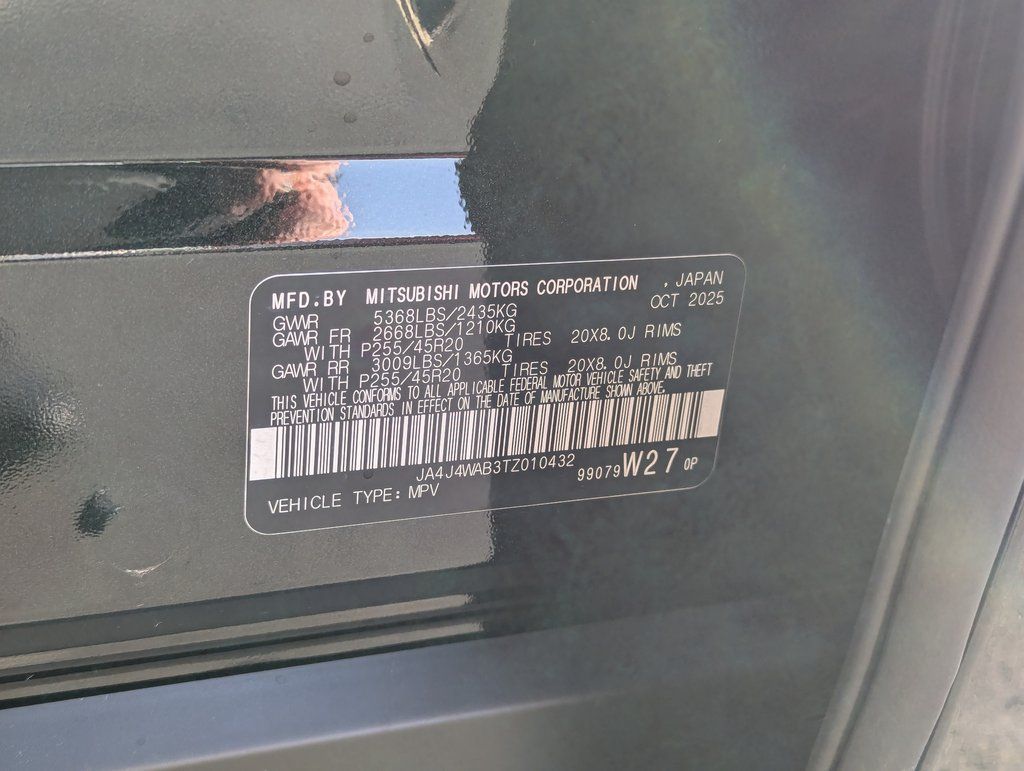 MFD.BY MITSUBISHI MOTORS CORPORATION , JAPAN
OCT 2025
GVWR 5368LBS/2435KG
GAWR FR 2668LBS/1210KG
WITH P255/45R20 TIRES 20X8.0J RIMS
GAWR RR 3009LBS/1365KG
WITH P255/45R20 TIRES 20X8.0J RIMS
THIS VEHICLE CONFORMS TO ALL APPLICABLE FEDERAL MOTOR VEHICLE SAFETY AND THEFT
PREVENTION STANDARDS IN EFFECT ON THE DATE OF MANUFACTURE SHOWN ABOVE.
JA4J4WAB3TZ010432
99079 W27 0P
VEHICLE TYPE: MPV